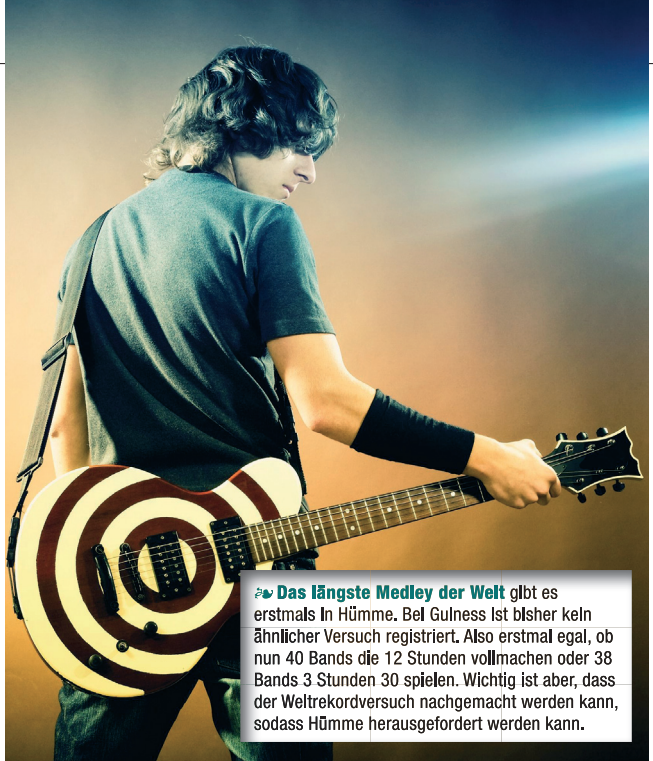 Das längste Medley der Welt gibt es
erstmals in Hümme. Bei Guiness ist bisher kein
ähnlicher Versuch registriert. Also erstmal egal, ob
nun 40 Bands die 12 Stunden vollmachen oder 38
Bands 3 Stunden 30 spielen. Wichtig ist aber, dass
der Weltrekordversuch nachgemacht werden kann,
sodass Hümme herausgefordert werden kann.